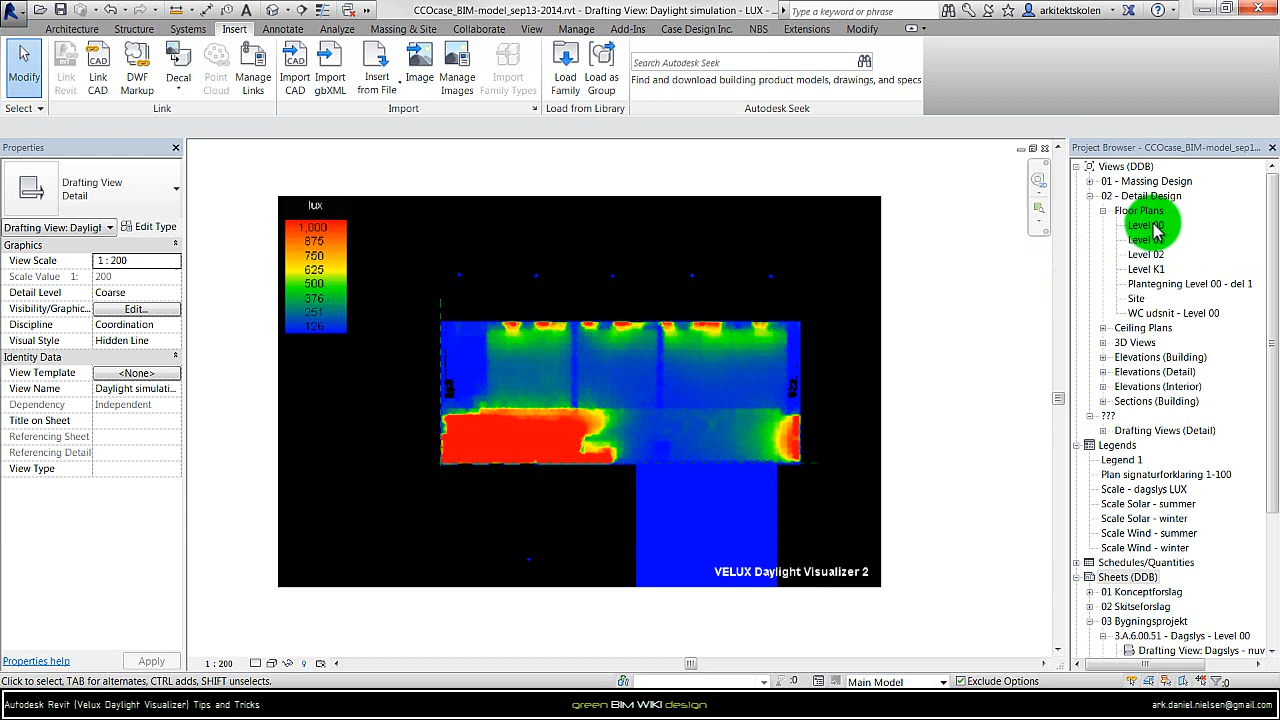 CCOcase_BIM-model_sep13-2014.rvt - Drafting View: Daylight simulation - LUX - ...
Type a keyword or phrase
arkitektskolen
Architecture Structure Systems Insert Annotate Analyze Massing & Site Collaborate View Manage Add-Ins Case Design Inc. NBS Extensions Modify
Modify
Link Revit
Link CAD
DWF Markup
Decal
Point Cloud
Manage Links
Import CAD
Import gbXML
Insert from File
Image
Manage Images
Import Family Types
Load Family
Load as Group
Search Autodesk Seek
Find and download building product models, drawings, and specs
Select
Link
Import
Load from Library
Autodesk Seek
Properties
Drafting View
Detail
Drafting View: Dayligl
Edit Type
Graphics
View Scale 1 : 200
Scale Value 1: 200
Detail Level Coarse
Visibility/Graphic... Edit...
Discipline Coordination
Visual Style Hidden Line
Identity Data
View Template <None>
View Name Daylight simulati...
Dependency Independent
Title on Sheet
Referencing Sheet
Referencing Detail
View Type
Properties help
Apply
lux
1,000
875
750
625
500
376
251
126
VELUX Daylight Visualizer 2
Project Browser - CCOcase_BIM-model_sep1...
Views (DDB)
01 - Massing Design
02 - Detail Design
Floor Plans
Level 00
Level 01
Level 02
Level K1
Plantegning Level 00 - del 1
Site
WC udsnit - Level 00
Ceiling Plans
3D Views
Elevations (Building)
Elevations (Detail)
Elevations (Interior)
Sections (Building)
???
Drafting Views (Detail)
Legends
Legend 1
Plan signaturforklaring 1-100
Scale - dagslys LUX
Scale Solar - summer
Scale Solar - winter
Scale Wind - summer
Scale Wind - winter
Schedules/Quantities
Sheets (DDB)
01 Konceptforslag
02 Skitseforslag
03 Bygningsprojekt
3.A.6.00.51 - Dagslys - Level 00
Drafting View: Dagslys - nuv
1 : 200
Click to select, TAB for alternates, CTRL adds, SHIFT unselects.
:0
Main Model
Exclude Options
:0
Autodesk Revit (Velux Daylight Visualizer) Tips and Tricks
green BIM WIKI design
ark.daniel.nielsen@gmail.com